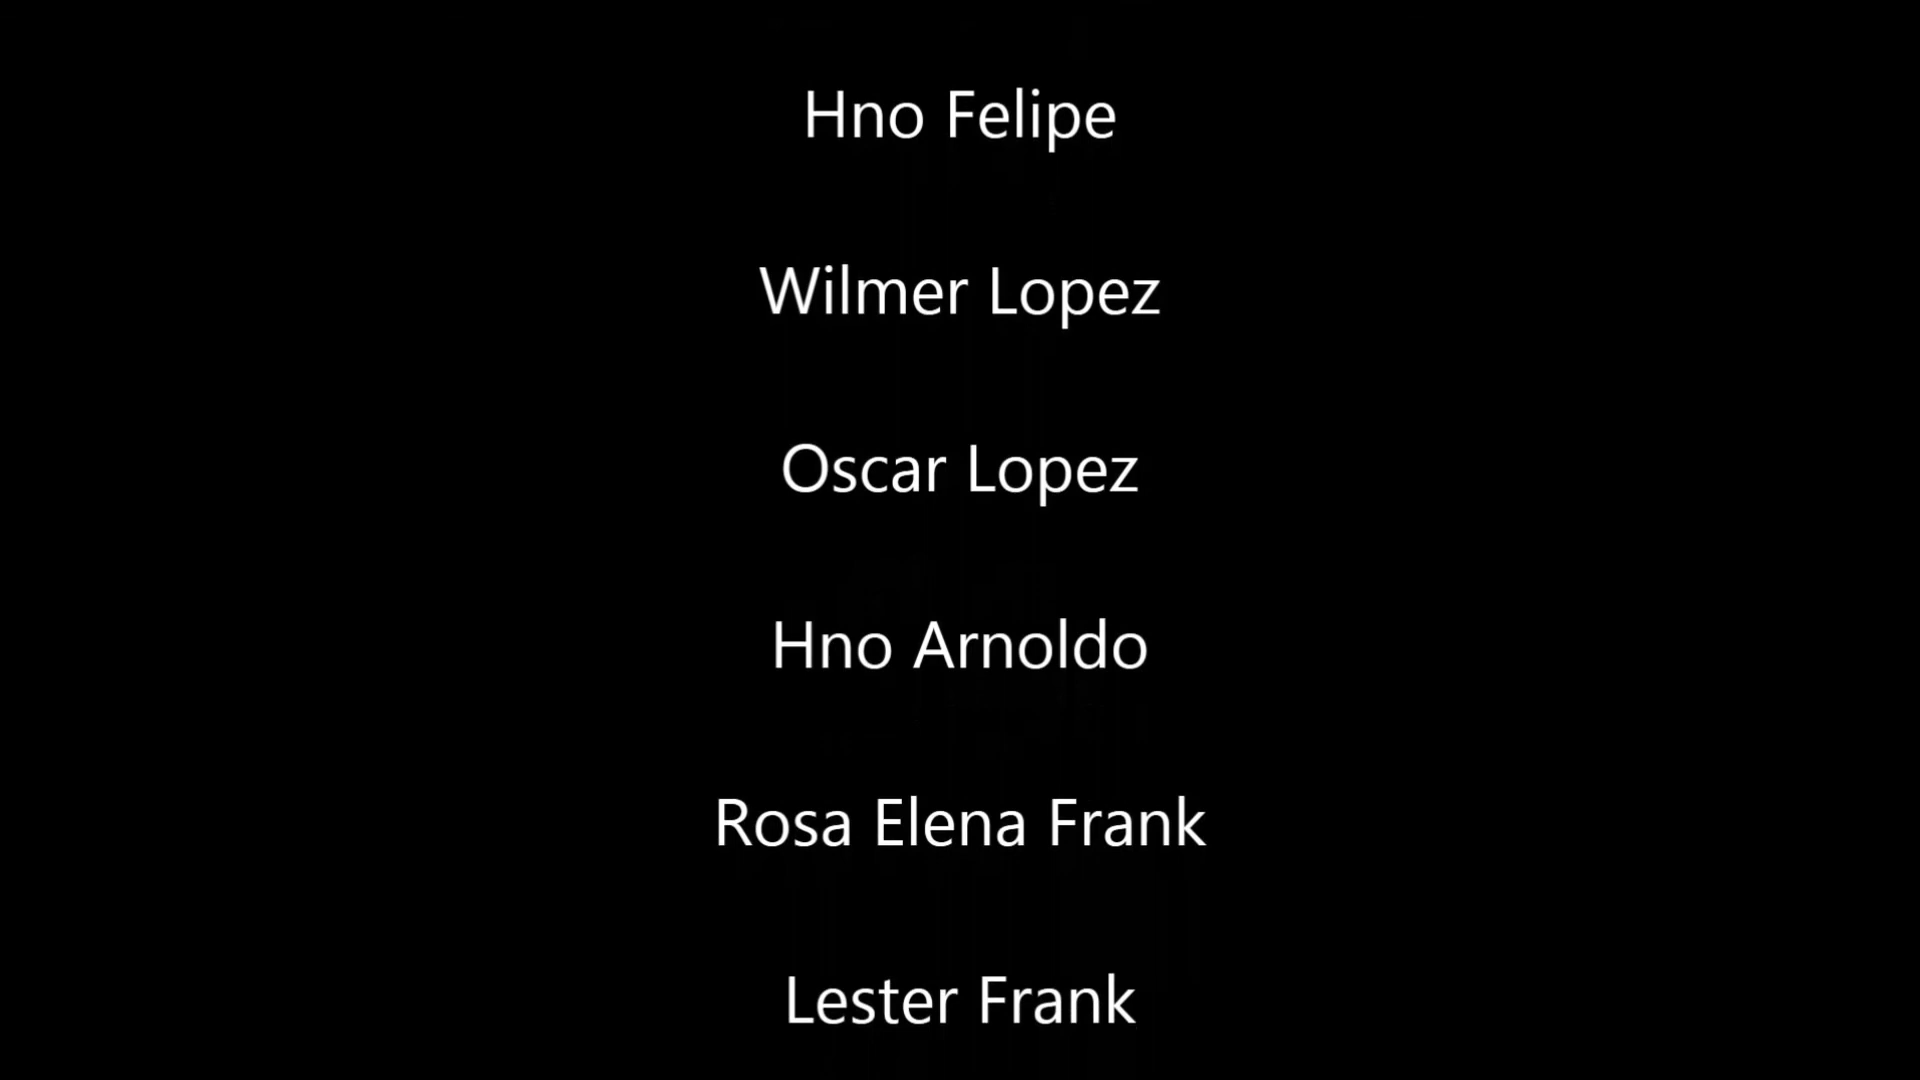 Hno Felipe
Wilmer Lopez
Oscar Lopez
Hno Arnoldo
Rosa Elena Frank
Lester Frank